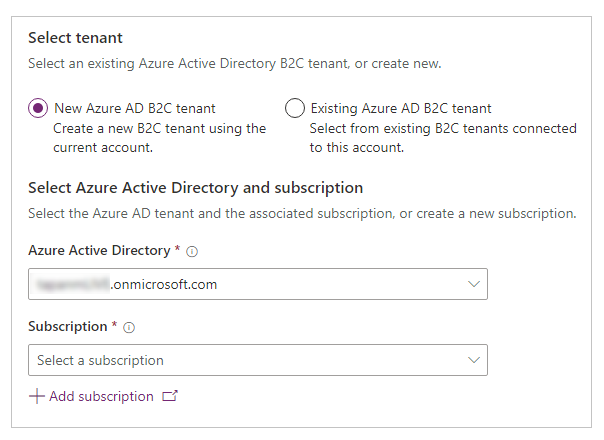 Select tenant
Select an existing Azure Active Directory B2C tenant, or create new.
New Azure AD B2C tenant
Create a new B2C tenant using the
current account.
Existing Azure AD B2C tenant
Select from existing B2C tenants connected
to this account.
Select Azure Active Directory and subscription
Select the Azure AD tenant and the associated subscription, or create a new subscription.
Azure Active Directory *
.onmicrosoft.com
Subscription *
Select a subscription
Add subscription